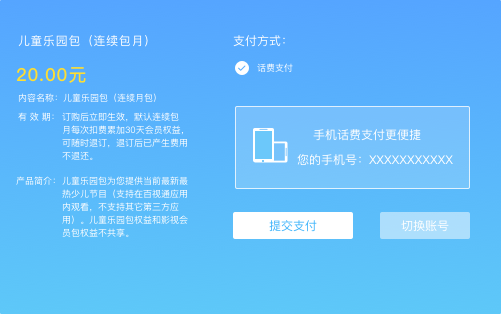 儿童乐园包（连续包月）
20.00元
内容名称：儿童乐园包（连续月包）
有 效 期：订购后立即生效，默认连续包
月每次扣费累加30天会员权益，
可随时退订，退订后已产生费用
不退还。
产品简介：儿童乐园包为您提供当前最新最
热少儿节目（支持在百视通应用
内观看，不支持其它第三方应
用）。儿童乐园包权益和影视会
员包权益不共享。
支付方式：
话费支付
手机话费支付更便捷
您的手机号：XXXXXXXXXXX
提交支付
切换账号